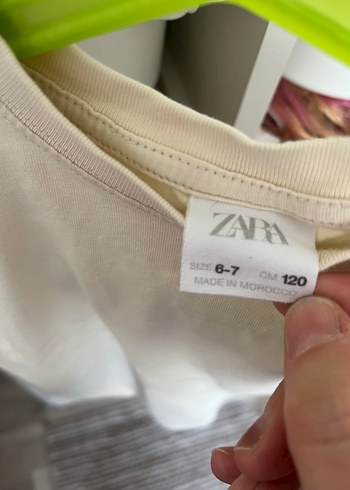 ZARA
SIZE 6-7 CM 120
MADE IN MOROCCO